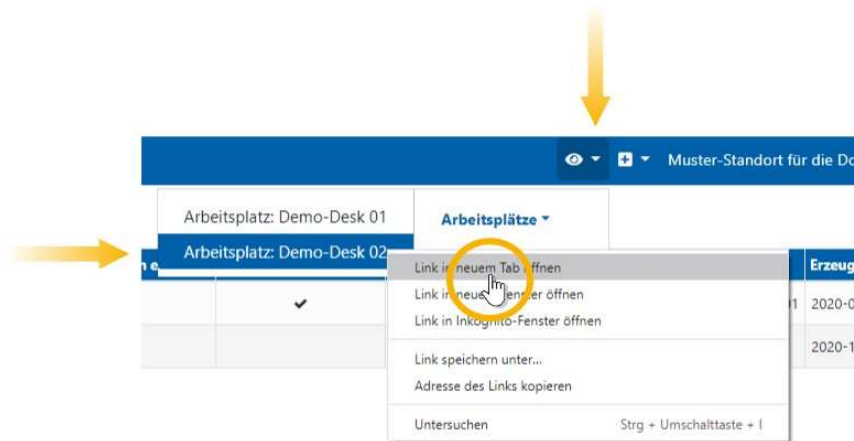 Muster-Standort für die Do
Arbeitsplatz: Demo-Desk 01
Arbeitsplätze
Arbeitsplatz: Demo-Desk 02
Link in neuem Tab öffnen
Erzeug
Link in neuem Fenster öffnen
1 2020-0
Link in Inkognito-Fenster öffnen
2020-1
Link speichern unter...
Adresse des Links kopieren
Untersuchen Strg + Umschalttaste + I